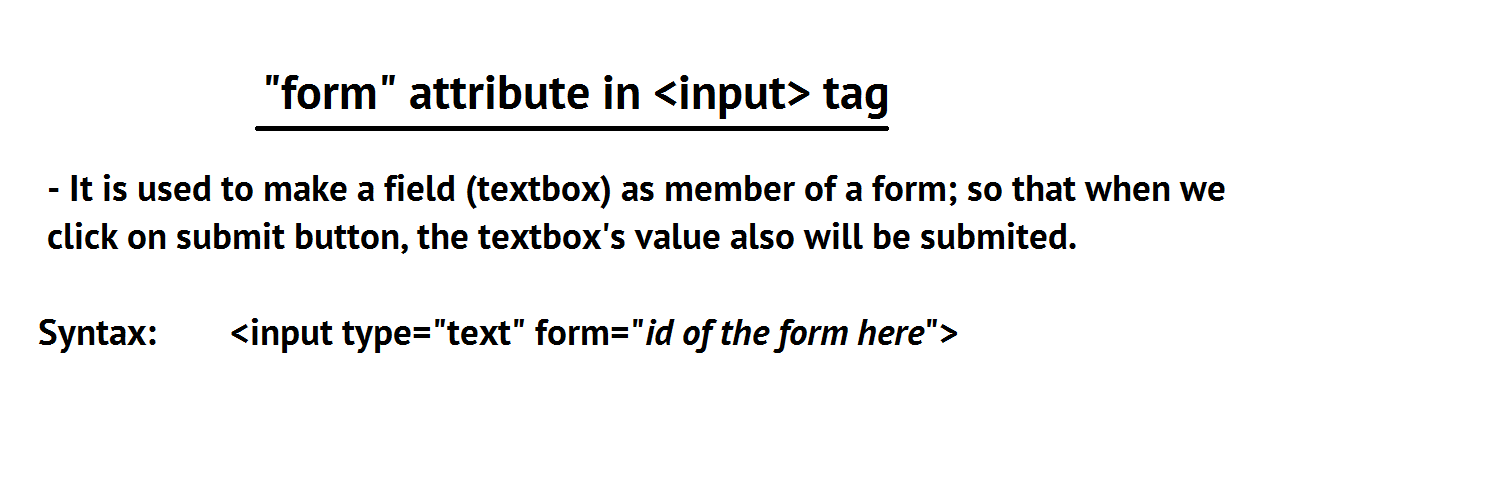 "form" attribute in <input> tag
- It is used to make a field (textbox) as member of a form; so that when we
click on submit button, the textbox's value also will be submited.
Syntax: <input type="text" form="id of the form here">